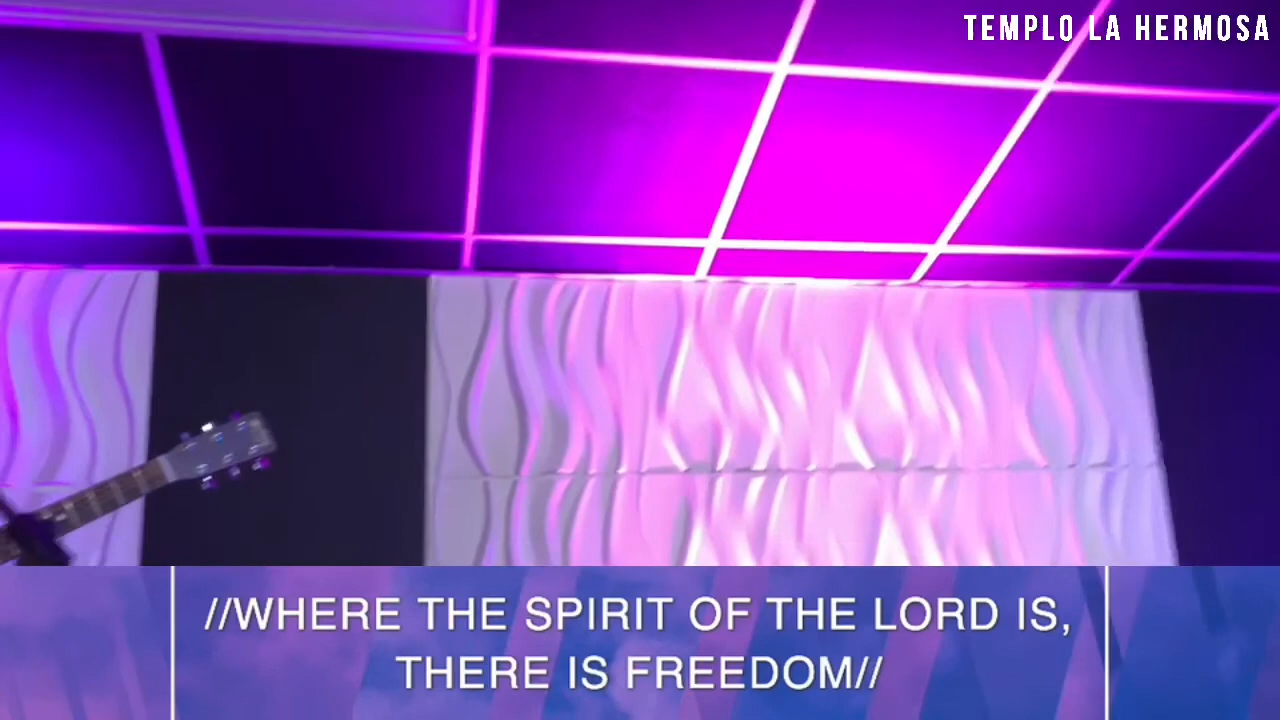 TEMPLO LA HERMOSA
//WHERE THE SPIRIT OF THE LORD IS,
THERE IS FREEDOM//